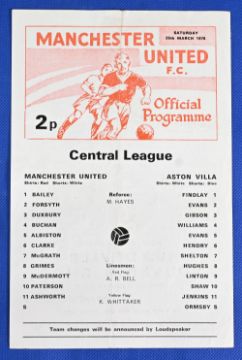 MANCHESTER
SATURDAY
25th MARCH 1978
UNITED
F.C.
Official
Programme
2p
Central League
MANCHESTER UNITED
Shirts: Red Shorts: White
ASTON VILLA
Shirts: White Shorts: Blue
1 BAILEY
2 FORSYTH
3 DUXBURY
4 BUCHAN
5 ALBISTON
6 CLARKE
7 McGRATH
8 GRIMES
9 McDERMOTT
10 PATERSON
11 ASHWORTH
S
Referee:
M. HAYES
Linesmen:
Red Flag
A. R. BELL
Yellow Flag
K. WHITTAKER
FINDLAY 1
EVANS 2
GIBSON 3
WILLIAMS 4
EVANS 5
HENDRY 6
SHELTON 7
HUGHES 8
LINTON 9
SHAW 10
JENKINS 11
ORMSBY S
Team changes will be announced by Loudspeaker